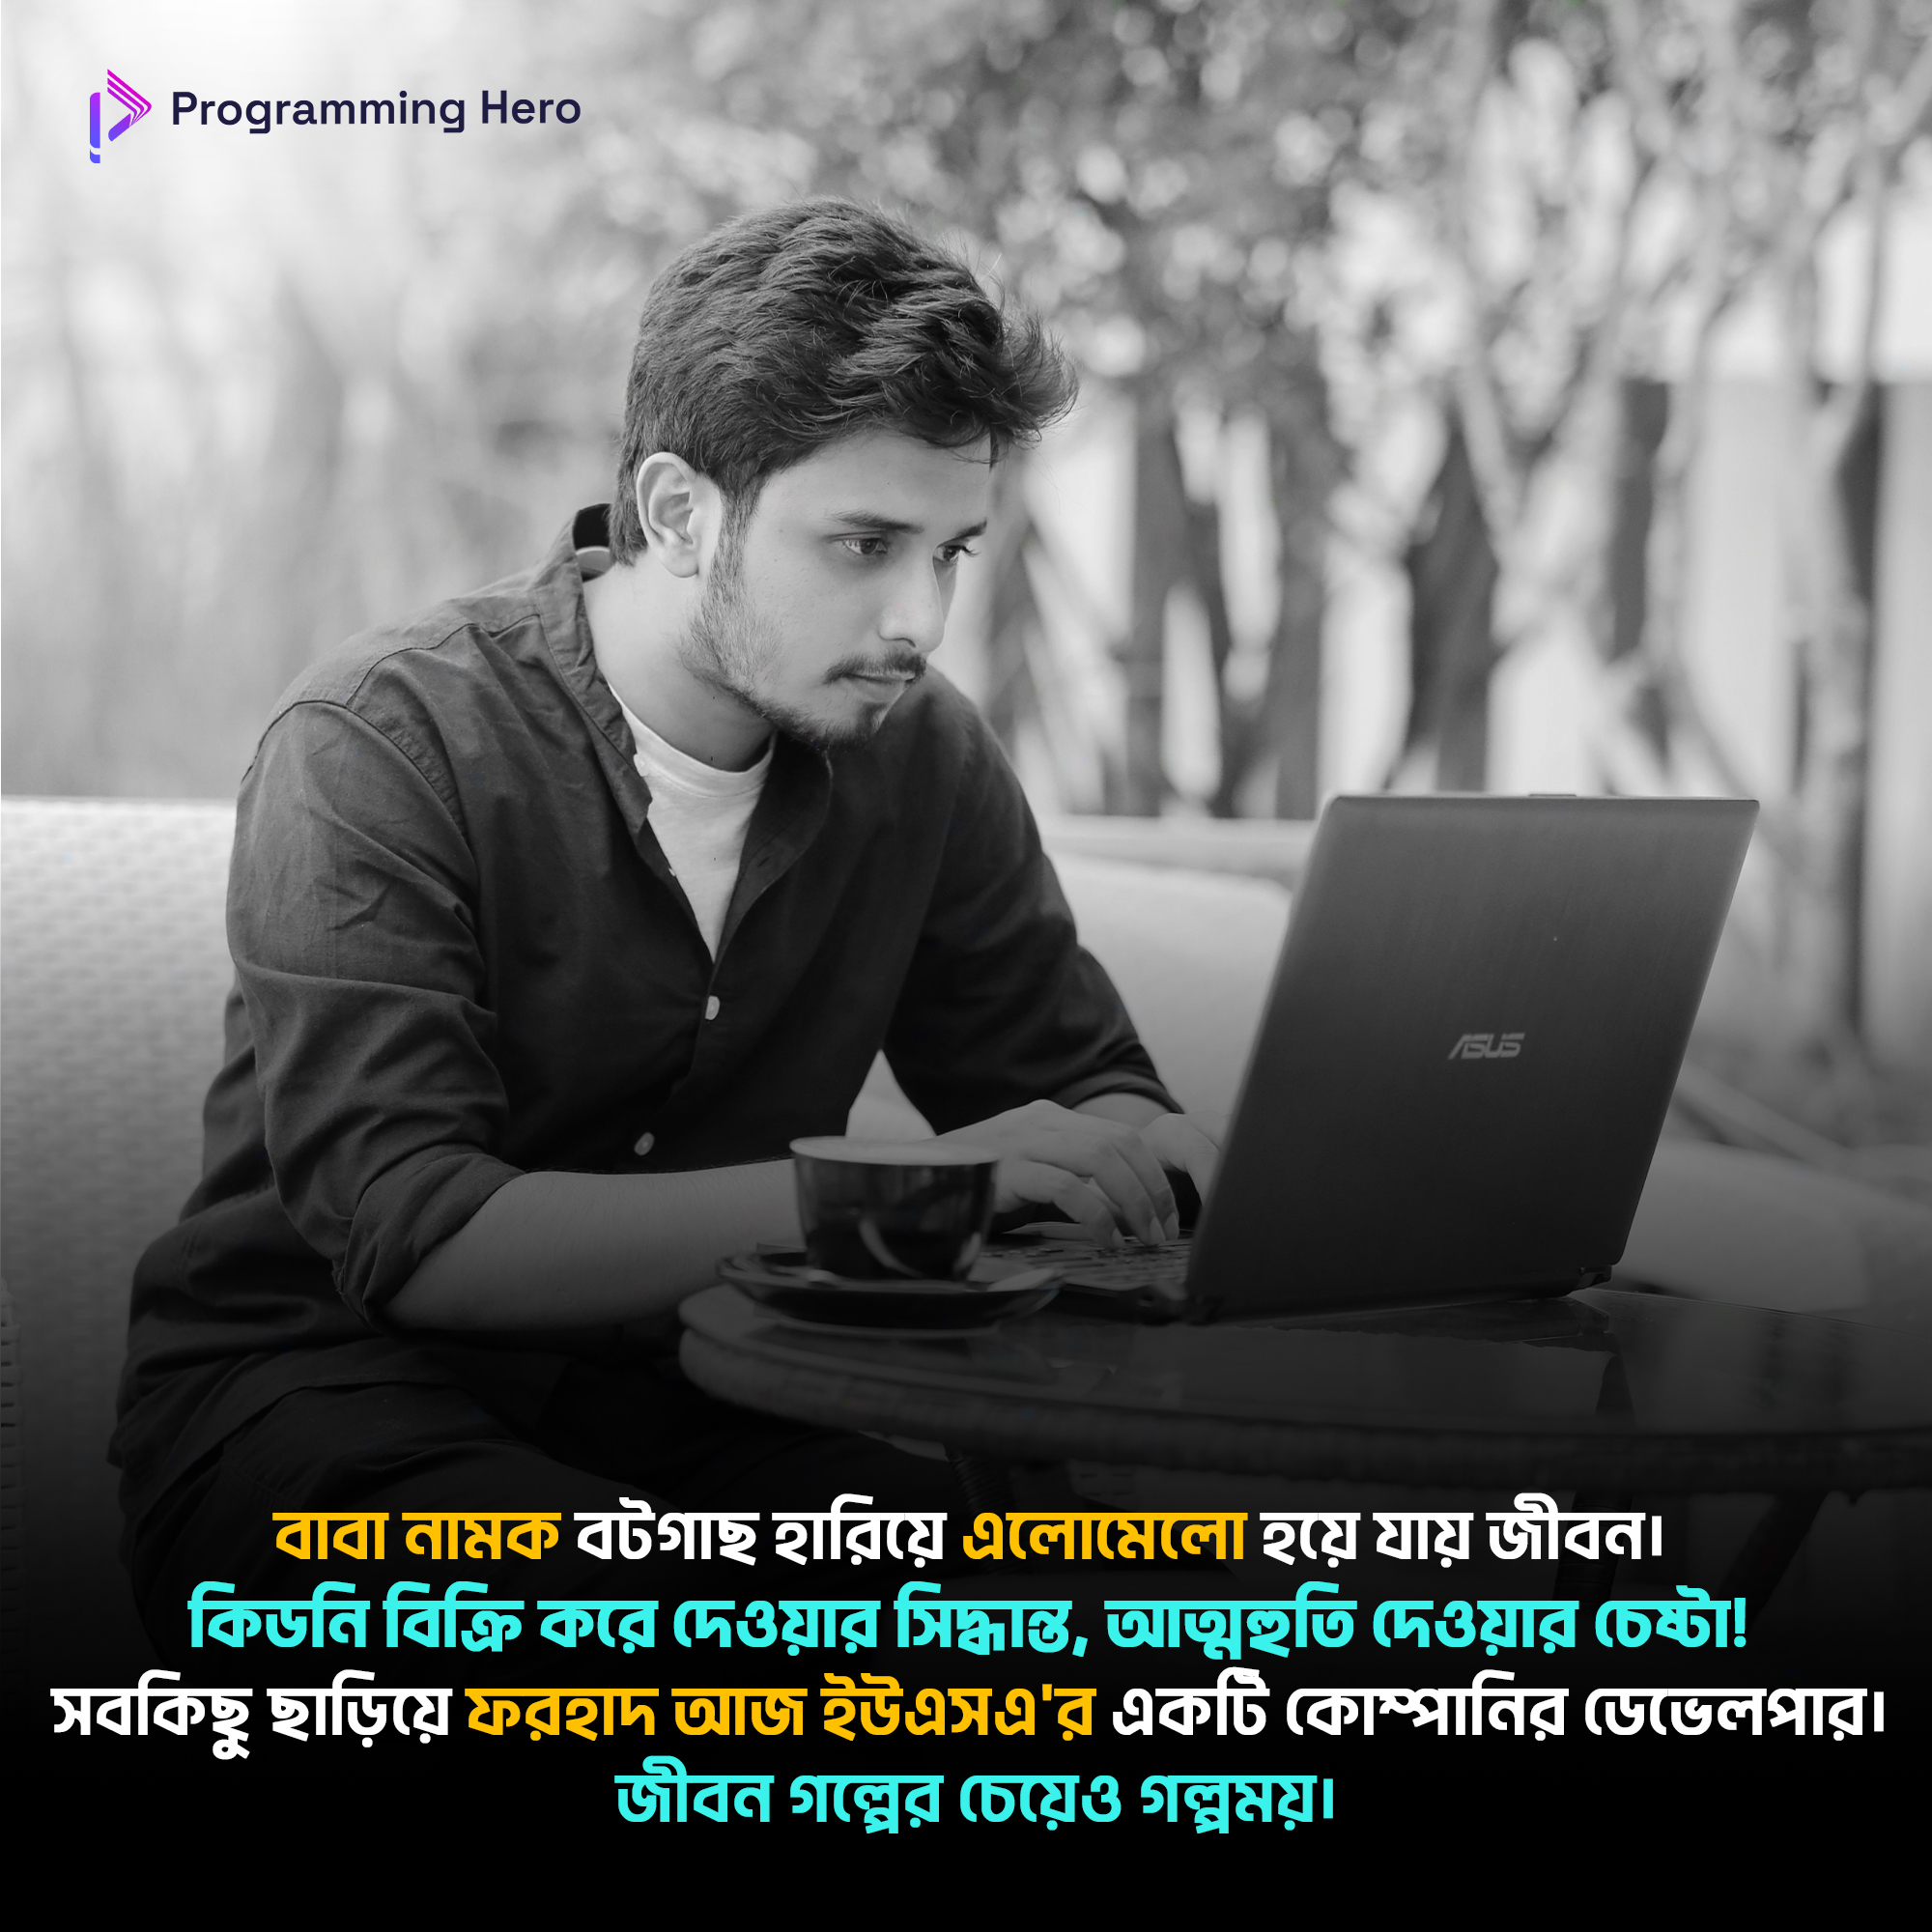 Programming Hero
ASUS
বাবা নামক বটগাছ হারিয়ে এলোমেলো হয়ে যায় জীবন।
কিডনি বিক্রি করে দেওয়ার সিদ্ধান্ত, আত্মহুতি দেওয়ার চেষ্টা!
সবকিছু ছাড়িয়ে ফরহাদ আজ ইউএসএ'র একটি কোম্পানির ডেভেলপার।
জীবন গল্পের চেয়েও গল্পময়।